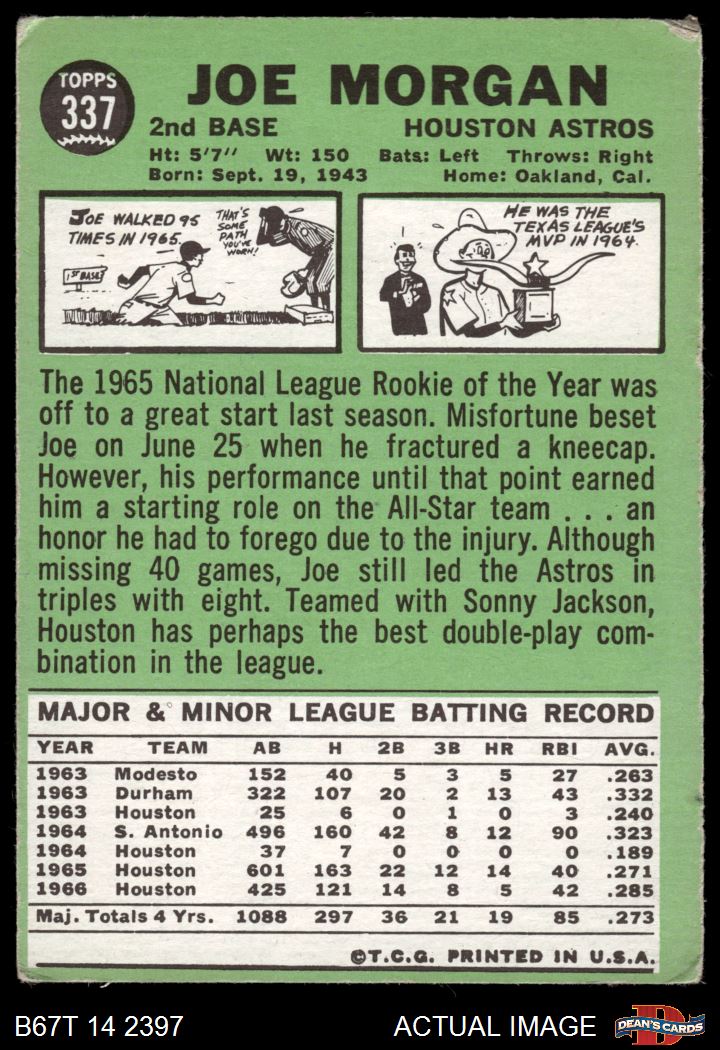 TOPPS
337
JOE MORGAN
2nd BASE HOUSTON ASTROS
Ht: 5'7" Wt: 150 Bats: Left Throws: Right
Born: Sept. 19, 1943 Home: Oakland, Cal.
JOE WALKED 95
TIMES IN 1965.
THAT'S
SOME
PATH
YOU'VE
WORN!
1ST BASE
HE WAS THE
TEXAS LEAGUE'S
MVP IN 1964.
The 1965 National League Rookie of the Year was
off to a great start last season. Misfortune beset
Joe on June 25 when he fractured a kneecap.
However, his performance until that point earned
him a starting role on the All-Star team . . . an
honor he had to forego due to the injury. Although
missing 40 games, Joe still led the Astros in
triples with eight. Teamed with Sonny Jackson,
Houston has perhaps the best double-play com-
bination in the league.
MAJOR & MINOR LEAGUE BATTING RECORD
YEAR TEAM AB H 2B 3B HR RBI AVG.
1963 Modesto 152 40 5 3 5 27 .263
1963 Durham 322 107 20 2 13 43 .332
1963 Houston 25 6 0 1 0 3 .240
1964 S. Antonio 496 160 42 8 12 90 .323
1964 Houston 37 7 0 0 0 0 .189
1965 Houston 601 163 22 12 14 40 .271
1966 Houston 425 121 14 8 5 42 .285
Maj. Totals 4 Yrs. 1088 297 36 21 19 85 .273
©T.C.G. PRINTED IN U.S.A.
B67T 14 2397 ACTUAL IMAGE
D
DEAN'S CARDS